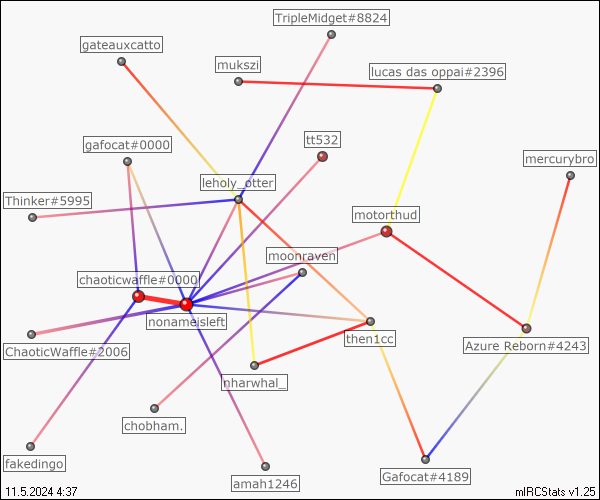 TripleMidget#8824
gateauxcatto
mukszi
lucas das oppai#2396
gafocat#0000
tt532
mercurybro
leholy_otter
Thinker#5995
motorthud
moonraven
chaoticwaffle#0000
nonameisleft
then1cc
Azure Reborn#4243
ChaoticWaffle#2006
nharwhal_
chobham.
fakedingo
Gafocat#4189
amah1246
11.5.2024 4:37
mIRCStats v1.25